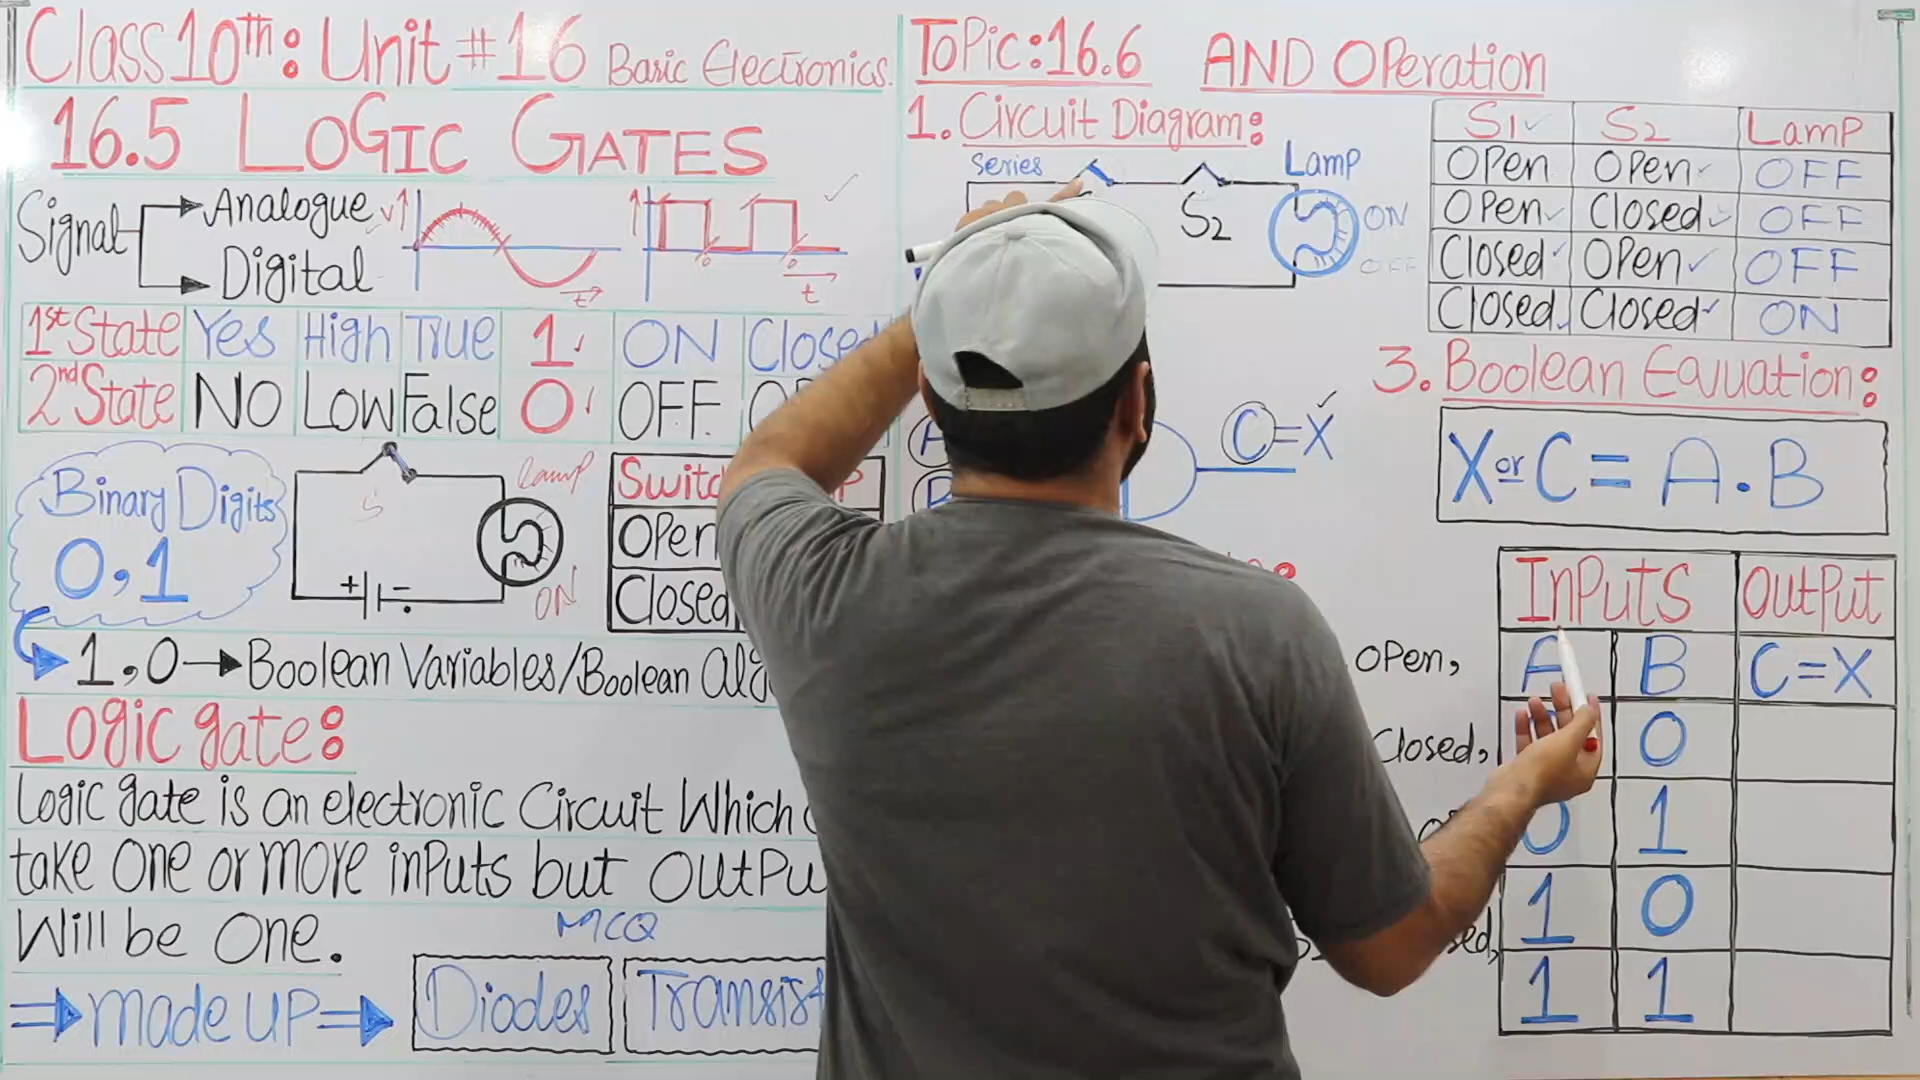 Class 10th: Unit #16 Basic Electronics.
16.5 LOGIC GATES
Signal
Analogue
Digital
V
t
t
1st State Yes High True 1 ON Closed
2nd State NO Low False 0 OFF
Binary Digits
0,1
S
Lamp
ON
+ -
Open
Closed
1,0 → Boolean Variables/Boolean
Logic gate:
Logic gate is an electronic Circuit Which
take One or more inputs but
Will be One.
MCQ
⇒ made UP ⇒ Diodes
Topic: 16.6 AND Operation
1. Circuit Diagram:
series
S2
Lamp
ON
OFF
S1 S2 Lamp
Open Open OFF
Open Closed OFF
Closed Open OFF
Closed Closed ON
C=X
3. Boolean Eauuation:
X or C = A.B
Open,
Closed,
Inputs Output
A B C=X
0
0 1
1 0
1 1